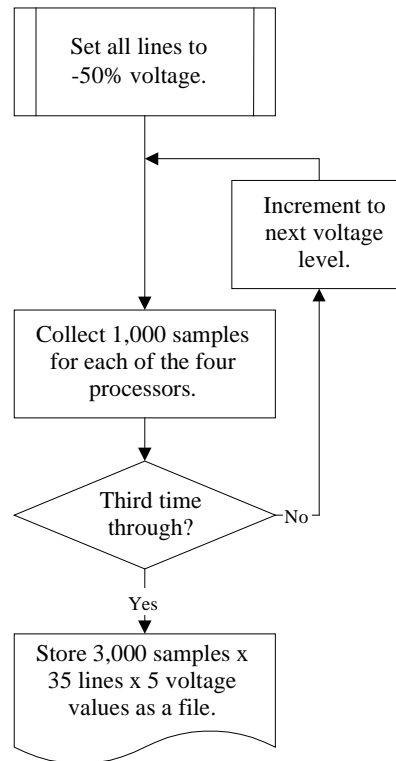 Set all lines to
-50% voltage.
Increment to
next voltage
level.
Collect 1,000 samples
for each of the four
processors.
Third time
through?
No
Yes
Store 3,000 samples x
35 lines x 5 voltage
values as a file.